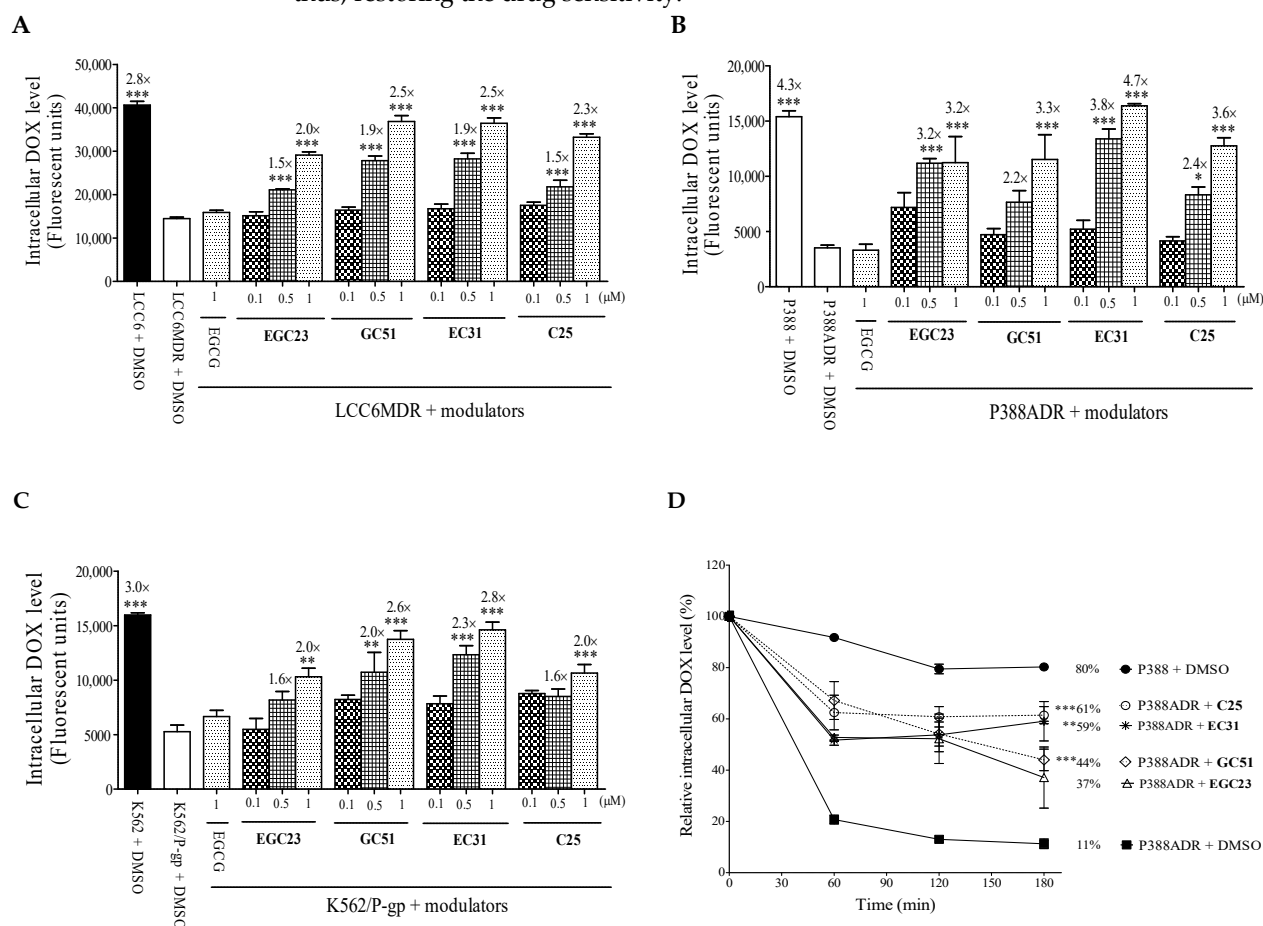 thus, restoring the drug sensitivity.
A
Intracellular DOX level
(Fluorescent units)
50,000
40,000
30,000
20,000
10,000
0
2.8×
***
1.5×
***
2.0×
***
1.9×
***
2.5×
***
1.9×
***
2.5×
***
1.5×
***
2.3×
***
1
0.1 0.5 1
0.1 0.5 1
0.1 0.5 1
0.1 0.5 1 (μM)
LCC6 + DMSO
LCC6MDR + DMSO
EGCG
EGC23
GC51
EC31
C25
LCC6MDR + modulators
B
Intracellular DOX level
(Fluorescent units)
20,000
15,000
10,000
5000
0
4.3×
***
3.2×
***
3.2×
***
2.2×
3.3×
***
3.8×
***
4.7×
***
2.4×
*
3.6×
***
1
0.1 0.5 1
0.1 0.5 1
0.1 0.5 1
0.1 0.5 1 (μM)
P388 + DMSO
P388ADR + DMSO
EGCG
EGC23
GC51
EC31
C25
P388ADR + modulators
C
Intracellular DOX level
(Fluorescent units)
20,000
15,000
10,000
5000
0
3.0×
***
1.6×
2.0×
**
2.0×
**
2.6×
***
2.3×
***
2.8×
***
1.6×
2.0×
***
1
0.1 0.5 1
0.1 0.5 1
0.1 0.5 1
0.1 0.5 1 (μM)
K562 + DMSO
K562/P-gp + DMSO
EGCG
EGC23
GC51
EC31
C25
K562/P-gp + modulators
D
Relative intracellular DOX level (%)
120
100
80
60
40
20
0
0 30 60 90 120 150 180
Time (min)
80% P388 + DMSO
***61% P388ADR + C25
**59% P388ADR + EC31
***44% P388ADR + GC51
37% P388ADR + EGC23
11% P388ADR + DMSO